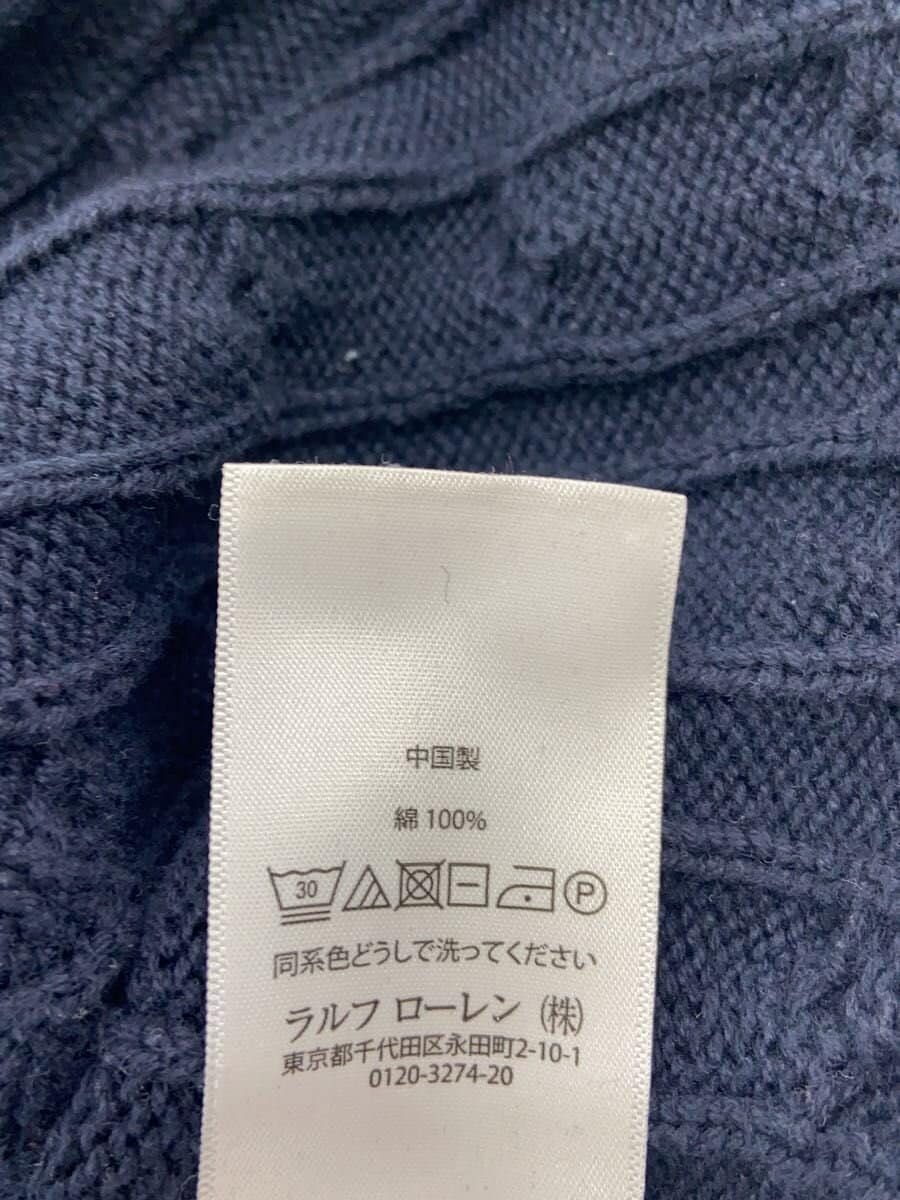 中国製
綿 100%
30 P
同系色どうしで洗ってください
ラルフ ローレン (株)
東京都千代田区永田町2-10-1
0120-3274-20